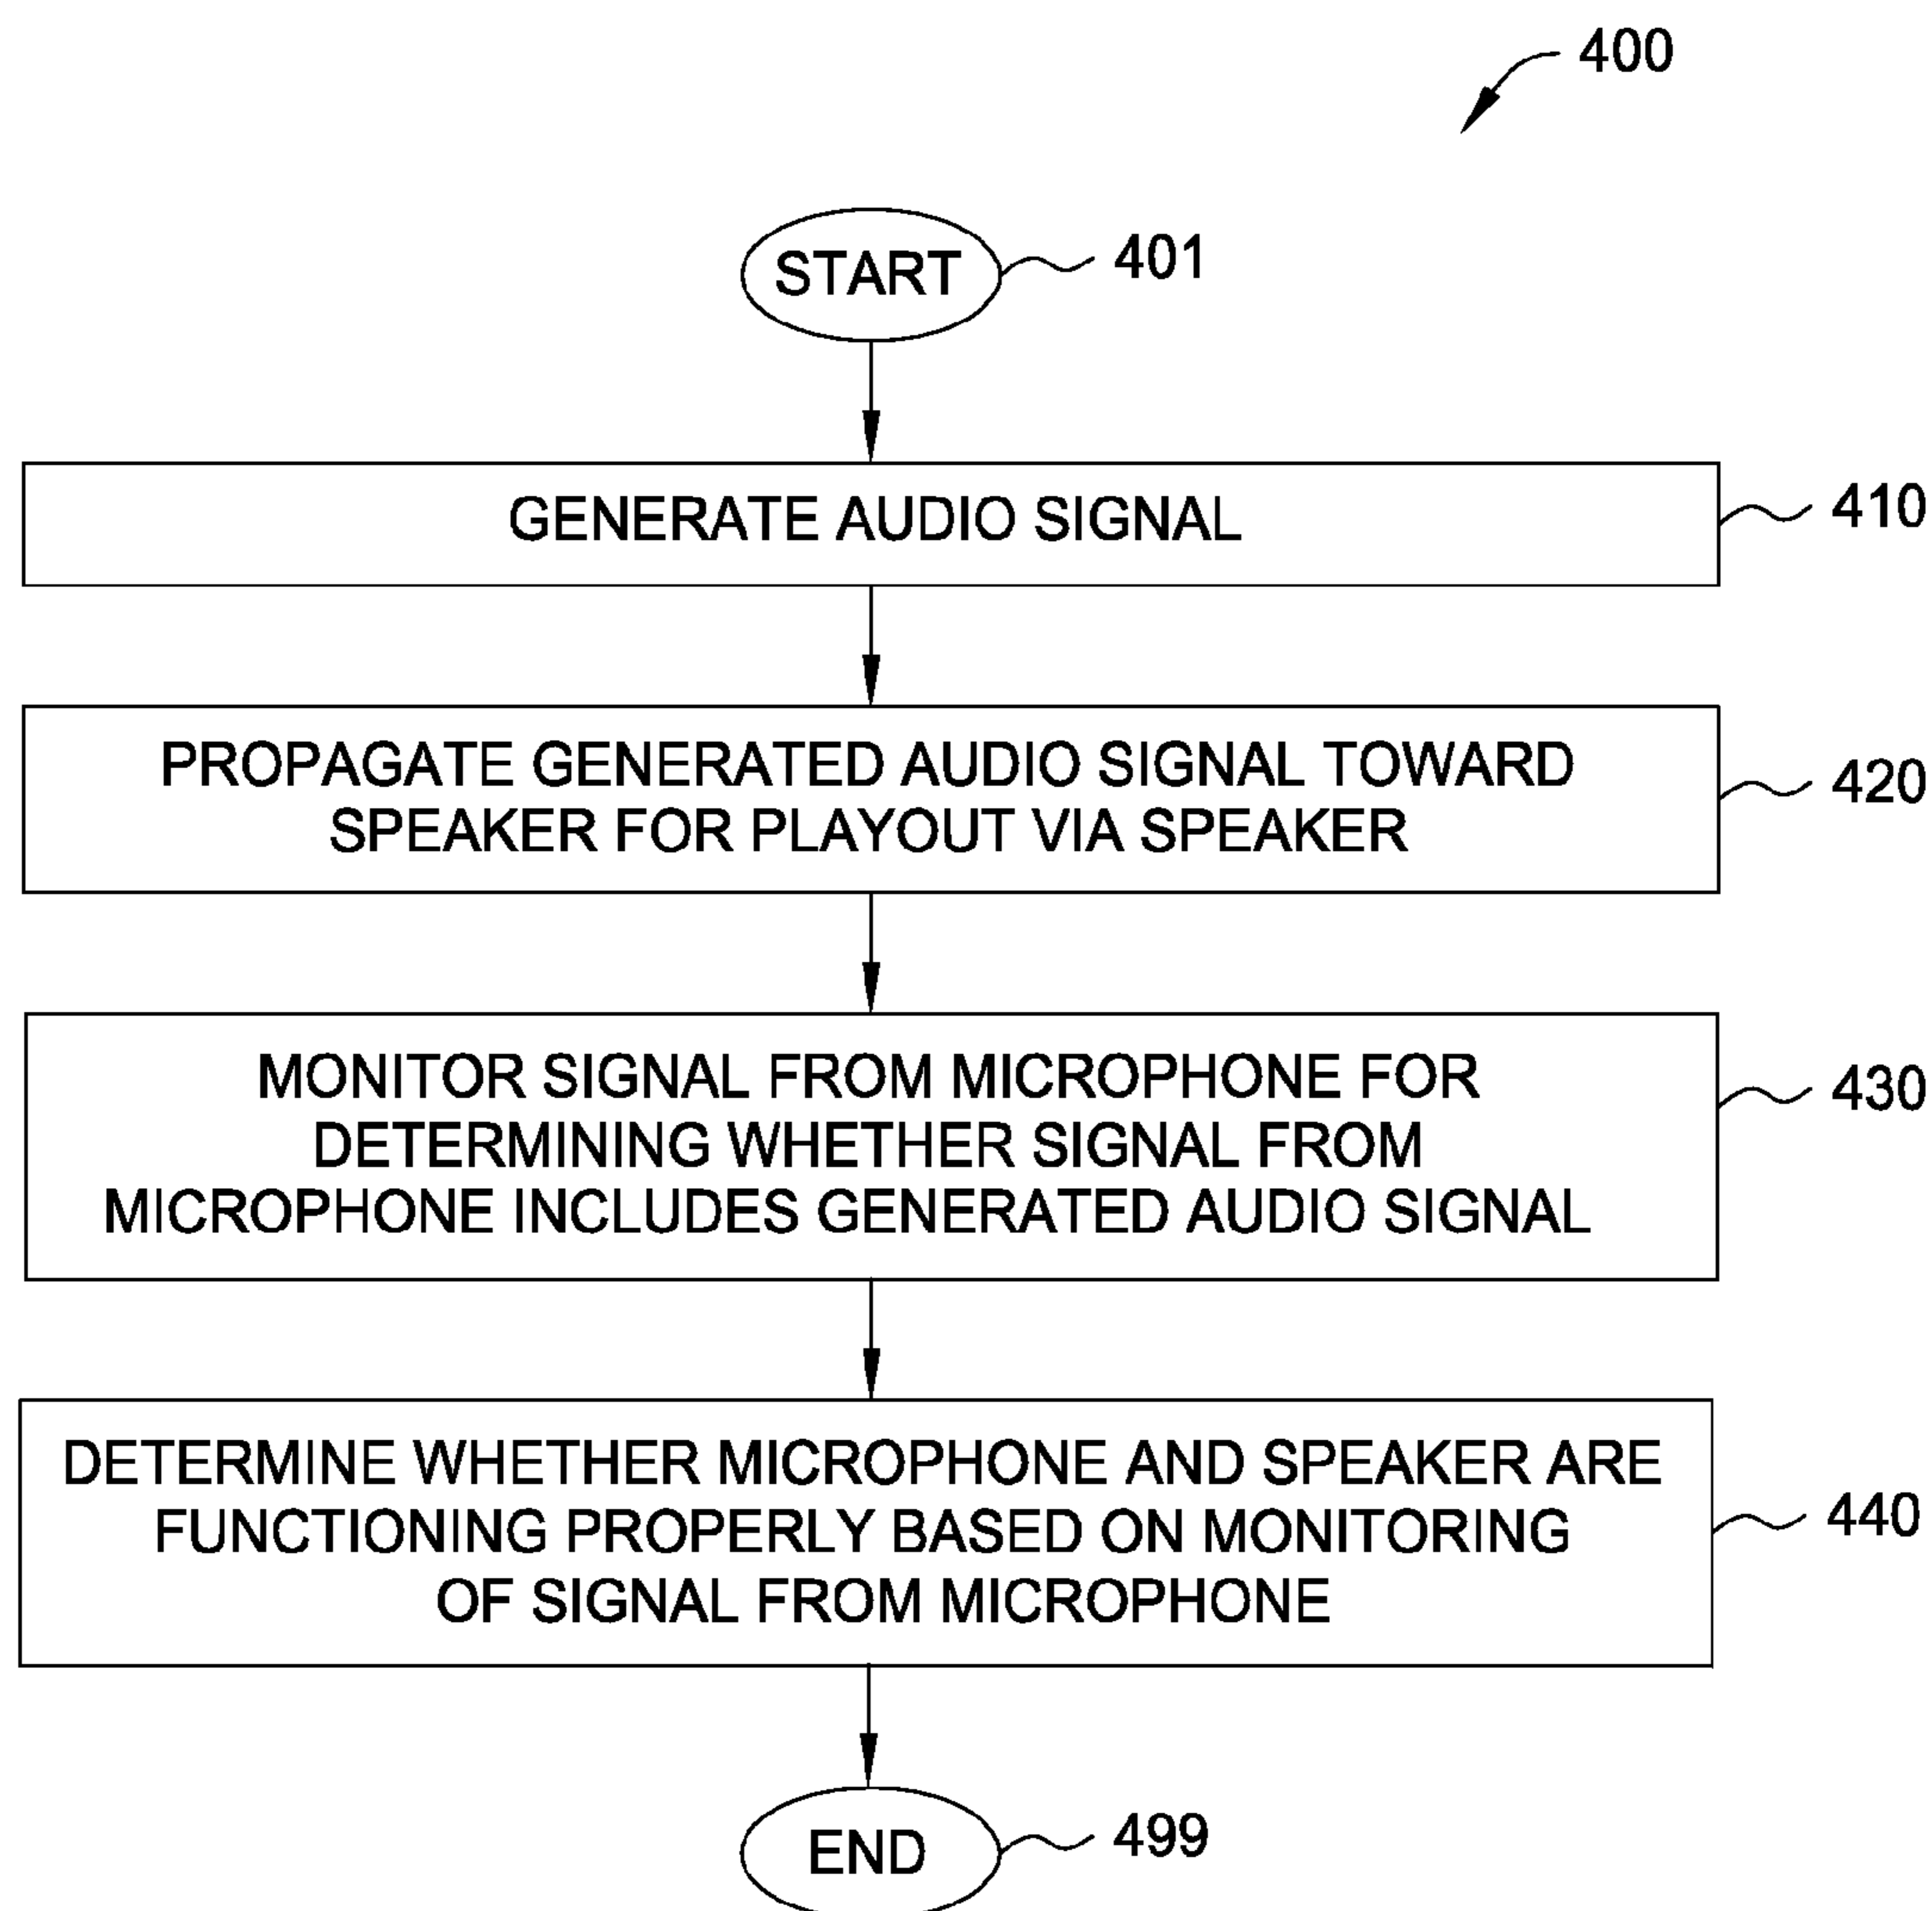 400
START
401
GENERATE AUDIO SIGNAL
410
PROPAGATE GENERATED AUDIO SIGNAL TOWARD
SPEAKER FOR PLAYOUT VIA SPEAKER
420
MONITOR SIGNAL FROM MICROPHONE FOR
DETERMINING WHETHER SIGNAL FROM
MICROPHONE INCLUDES GENERATED AUDIO SIGNAL
430
DETERMINE WHETHER MICROPHONE AND SPEAKER ARE
FUNCTIONING PROPERLY BASED ON MONITORING
OF SIGNAL FROM MICROPHONE
440
END
499